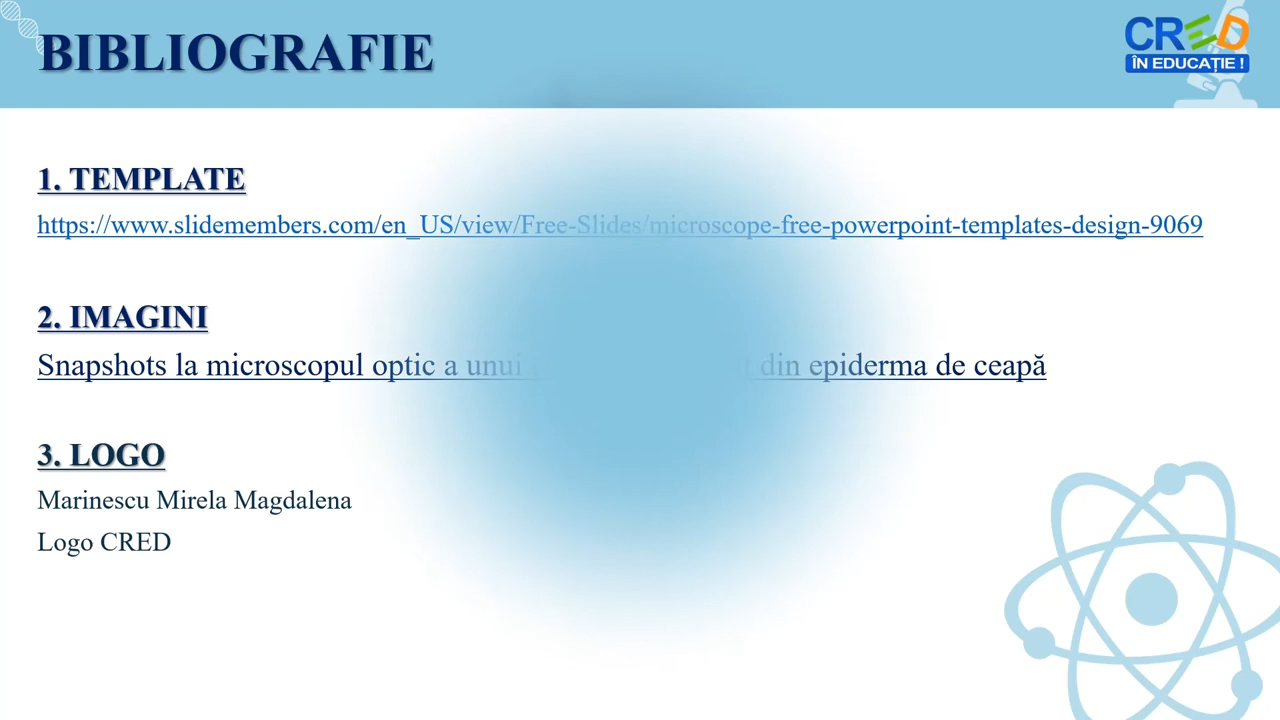 BIBLIOGRAFIE
CRED
ÎN EDUCAȚIE !
1. TEMPLATE
https://www.slidemembers.com/en_US/view/Free-Slides/microscope-free-powerpoint-templates-design-9069
2. IMAGINI
Snapshots la microscopul optic a unui din epiderma de ceapă
3. LOGO
Marinescu Mirela Magdalena
Logo CRED